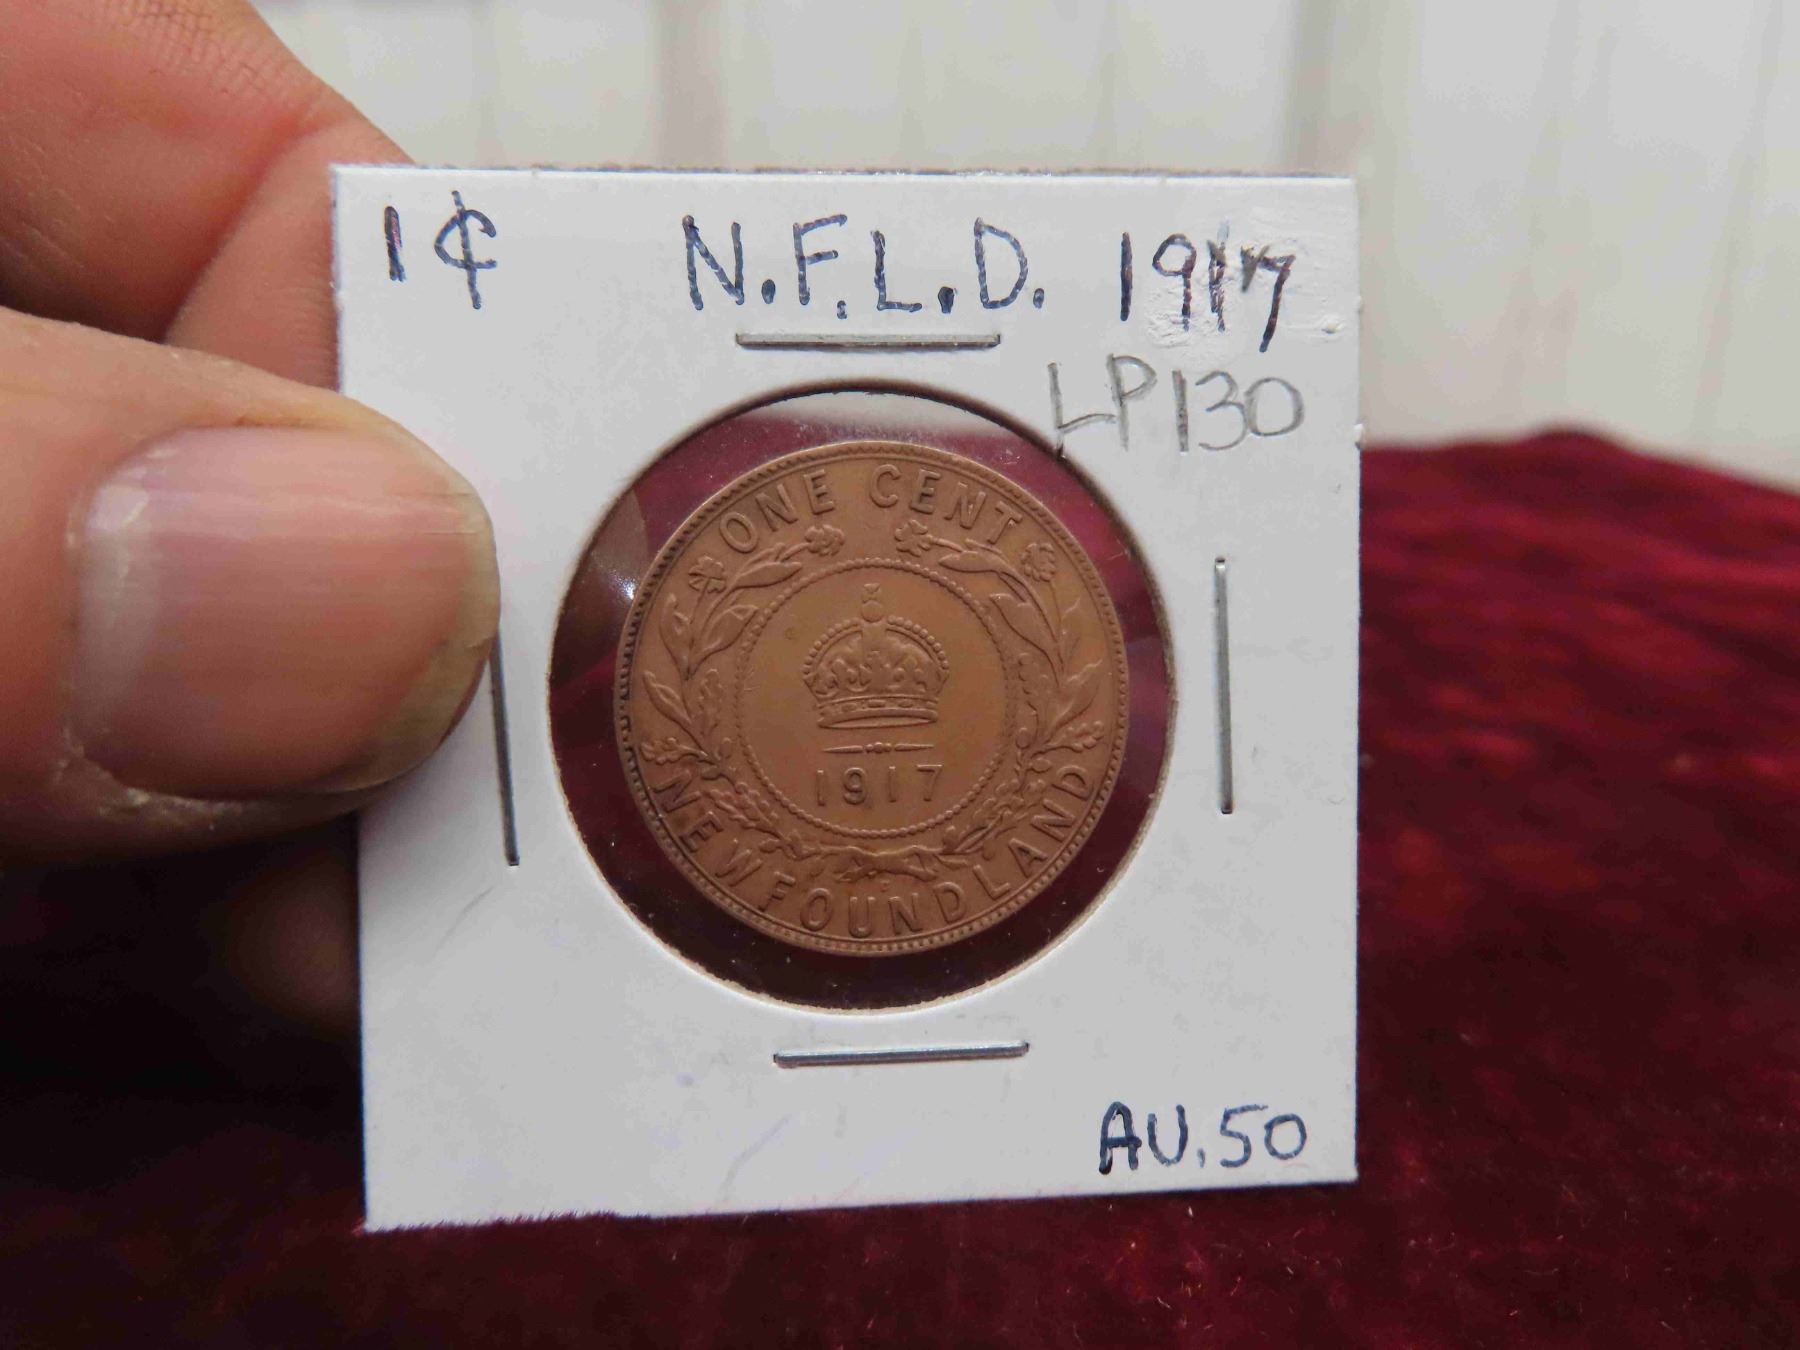 1¢ N.F.L.D. 1917
LP130
ONE CENT
1917
NEWFOUNDLAND
AU.50